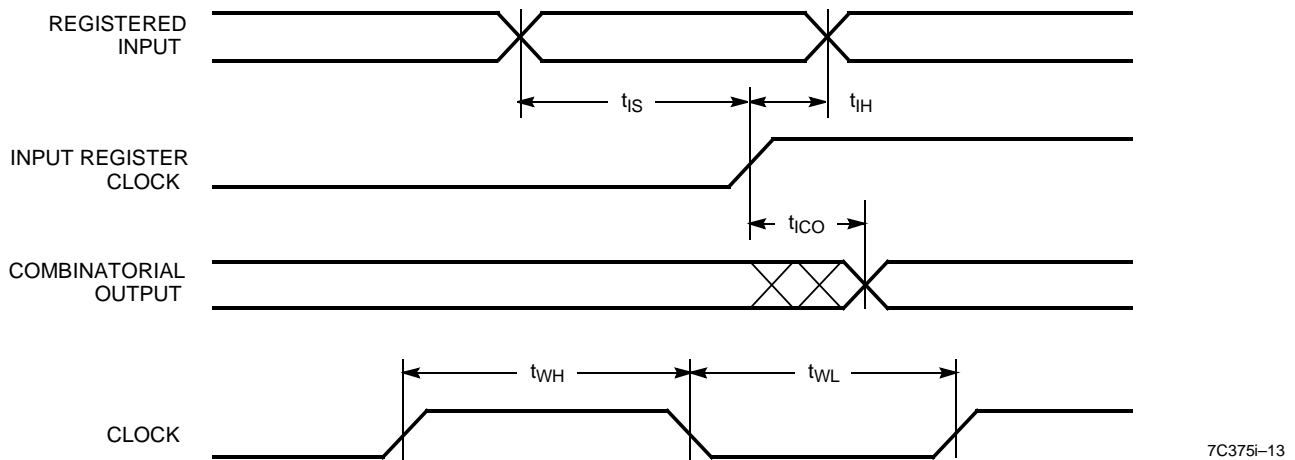 REGISTERED
INPUT
tIS
tIH
INPUT REGISTER
CLOCK
tICO
COMBINATORIAL
OUTPUT
tWH
tWL
CLOCK
7C375i–13